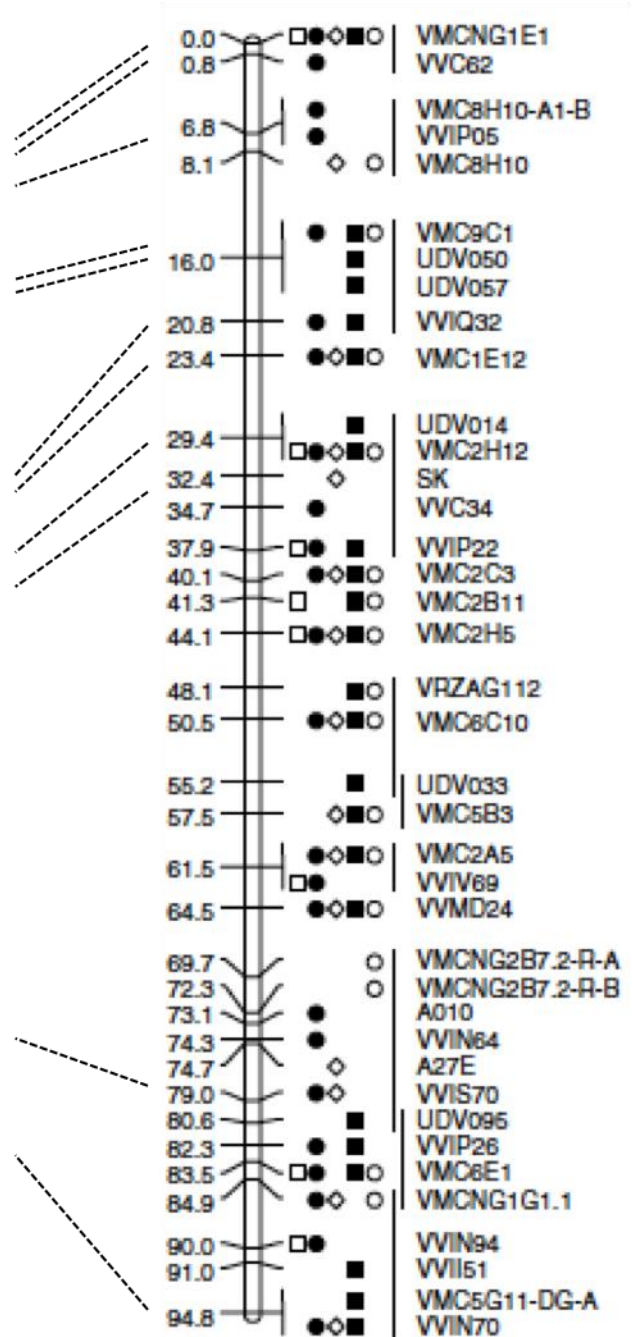 0.0 VMCNG1E1
0.8 VVC62
VMC8H10-A1-B
6.8 VVIP05
8.1 VMC8H10
VMC9C1
16.0 UDV050
UDV057
20.8 VVIQ32
23.4 VMC1E12
UDV014
29.4 VMC2H12
32.4 SK
34.7 VVC34
37.9 VVIP22
40.1 VMC2C3
41.3 VMC2B11
44.1 VMC2H5
48.1 VRZAG112
50.5 VMC6C10
55.2 UDV033
57.5 VMC5B3
VMC2A5
61.5 VVIV69
64.5 VVMD24
69.7 VMCNG2B7.2-R-A
72.3 VMCNG2B7.2-R-B
73.1 A010
74.3 VVIN64
74.7 A27E
79.0 VVIS70
80.6 UDV095
82.3 VVIP26
83.5 VMC6E1
84.9 VMCNG1G1.1
90.0 VVIN94
91.0 VVII51
VMC5G11-DG-A
94.8 VVIN70